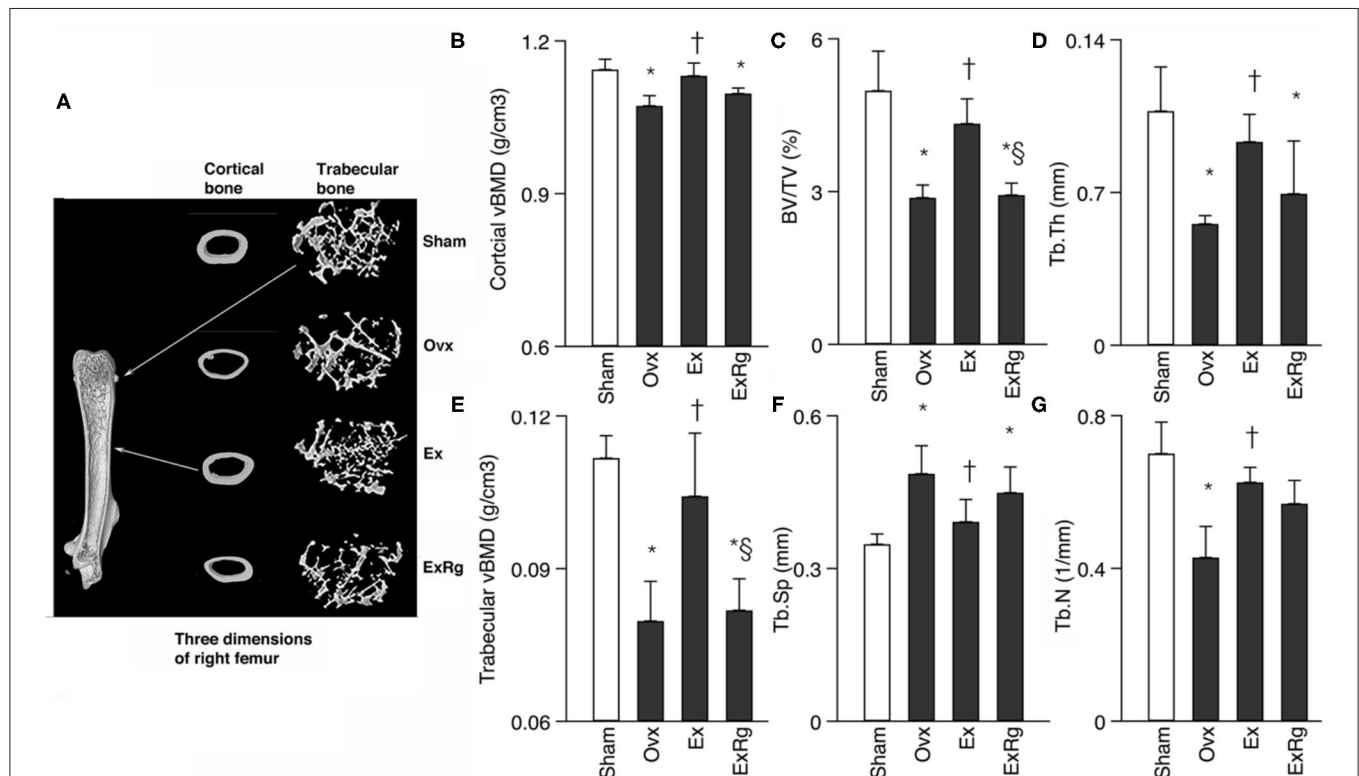 A
Cortical
bone
Trabecular
bone
Sham
Ovx
Ex
ExRg
Three dimensions
of right femur
B
Cortcial vBMD (g/cm3)
1.2
0.9
0.6
†
*
*
Sham
Ovx
Ex
ExRg
C
BV/TV (%)
6
3
0
†
*
*§
Sham
Ovx
Ex
ExRg
D
Tb.Th (mm)
0.14
0.7
0
†
*
*
Sham
Ovx
Ex
ExRg
E
Trabecular vBMD (g/cm3)
0.12
0.09
0.06
†
*
*§
Sham
Ovx
Ex
ExRg
F
Tb.Sp (mm)
0.6
0.3
0
*
†
*
Sham
Ovx
Ex
ExRg
G
Tb.N (1/mm)
0.8
0.4
0
†
*
Sham
Ovx
Ex
ExRg